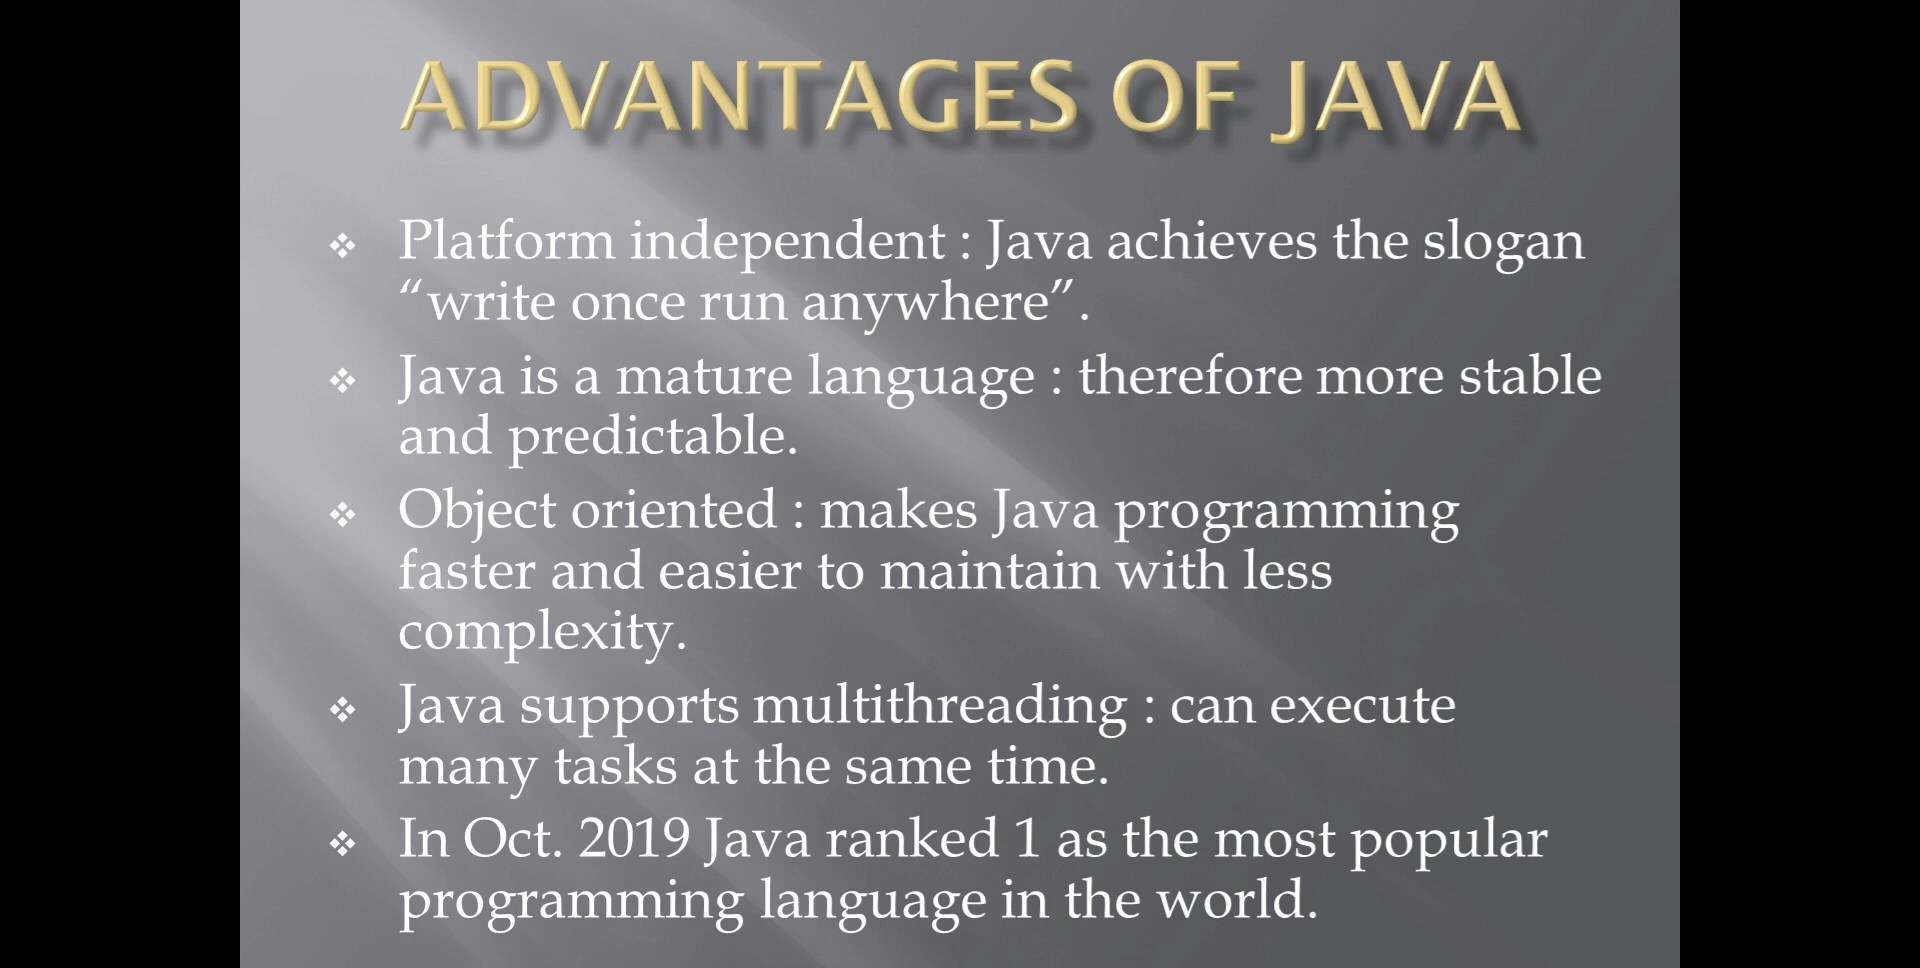 ADVANTAGES OF JAVA
❖ Platform independent : Java achieves the slogan
“write once run anywhere”.
❖ Java is a mature language : therefore more stable
and predictable.
❖ Object oriented : makes Java programming
faster and easier to maintain with less
complexity.
❖ Java supports multithreading : can execute
many tasks at the same time.
❖ In Oct. 2019 Java ranked 1 as the most popular
programming language in the world.